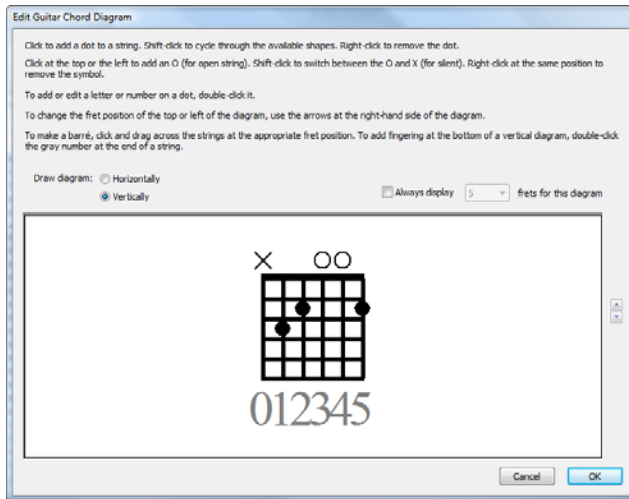 Edit Guitar Chord Diagram
Click to add a dot to a string. Shift-click to cycle through the available shapes. Right-click to remove the dot.
Click at the top or the left to add an O (for open string). Shift-click to switch between the O and X (for silent). Right-click at the same position to
remove the symbol.
To add or edit a letter or number on a dot, double-click it.
To change the fret position of the top or left of the diagram, use the arrows at the right-hand side of the diagram.
To make a barré, click and drag across the strings at the appropriate fret position. To add fingering at the bottom of a vertical diagram, double-click
the gray number at the end of a string.
Draw diagram: Horizontally
Vertically
Always display 5 frets for this diagram
X OO
012345
Cancel OK